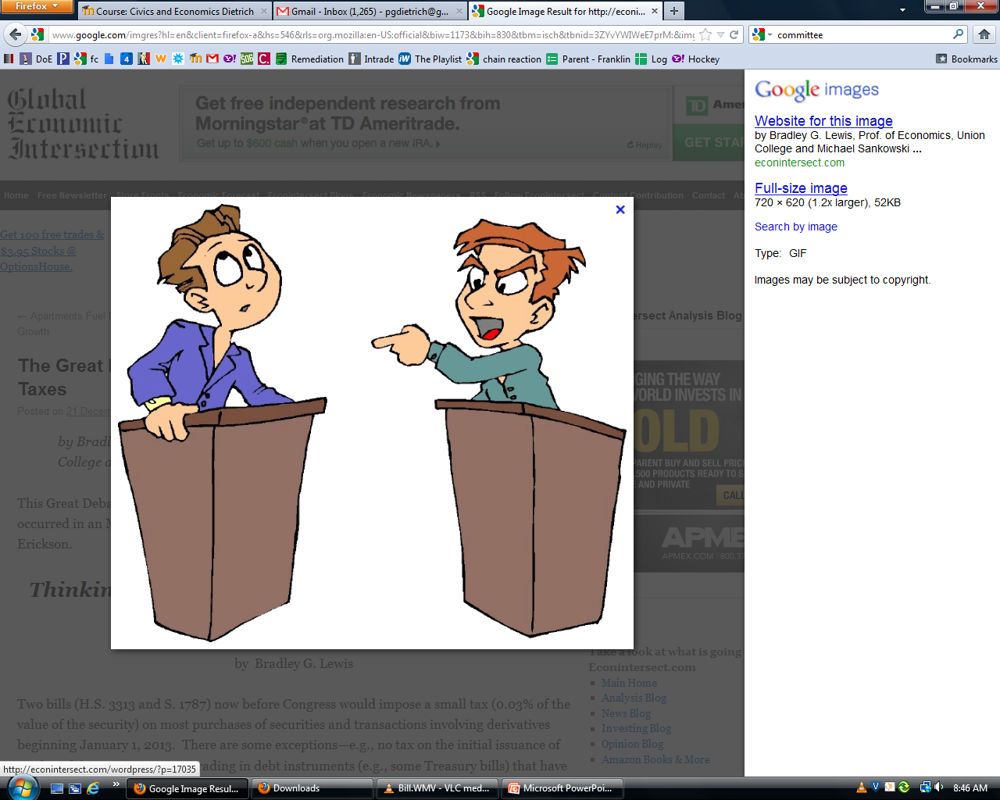 Firefox
Course: Civics and Economics Dietrich
Gmail - Inbox (1,265) - pgdietrich@g...
Google Image Result for http://econi...
www.google.com/imgres?hl=en&client=firefox-a&hs=546&rls=org.mozilla:en-US:official&biw=1173&bih=830&tbm=isch&tbnid=3ZYvYWIWeE7prM:&img
committee
DoE
fc
Remediation
Intrade
The Playlist
chain reaction
Parent - Franklin
Log
Hockey
Bookmarks
Global
Economic
Intersection
Get free independent research from
Morningstar® at TD Ameritrade.
Get up to $600 cash when you open a new IRA.
Replay
TD Ame
GET STA
Home Free Newsletter Store Fronts Economic Forecast Econintersect Blogs Economic Newspapers RSS Follow Econintersect Content Contribution Contact
Get 100 free trades &
$3.95 Stocks @
OptionsHouse.
← Apartments Fuel
Growth
The Great
Taxes
Posted on 21 Decem
by Bradl
College a
This Great Deba
occurred in an
Erickson.
Thinkin
by Bradley G. Lewis
Two bills (H.S. 3313 and S. 1787) now before Congress would impose a small tax (0.03% of the
value of the security) on most purchases of securities and transactions involving derivatives
beginning January 1, 2013. There are some exceptions—e.g., no tax on the initial issuance of
ading in debt instruments (e.g., some Treasury bills) that have
ersect Analysis Blog
GING THE WAY
WORLD INVESTS IN
OLD
PARENT BUY AND SELL PRIC
,500 PRODUCTS READY TO S
E AND PRIVATE
CALL
APME
APMEX.COM | 800.37
Take a look at what is going
Econintersect.com
Main Home
Analysis Blog
News Blog
Investing Blog
Opinion Blog
Amazon Books & More
Google images
Website for this image
by Bradley G. Lewis, Prof. of Economics, Union
College and Michael Sankowski ...
econintersect.com
Full-size image
720 × 620 (1.2x larger), 52KB
Search by image
Type: GIF
Images may be subject to copyright.
http://econintersect.com/wordpress/?p=17035
Google Image Resul...
Downloads
Bill.WMV - VLC med...
Microsoft PowerPoi...
8:46 AM